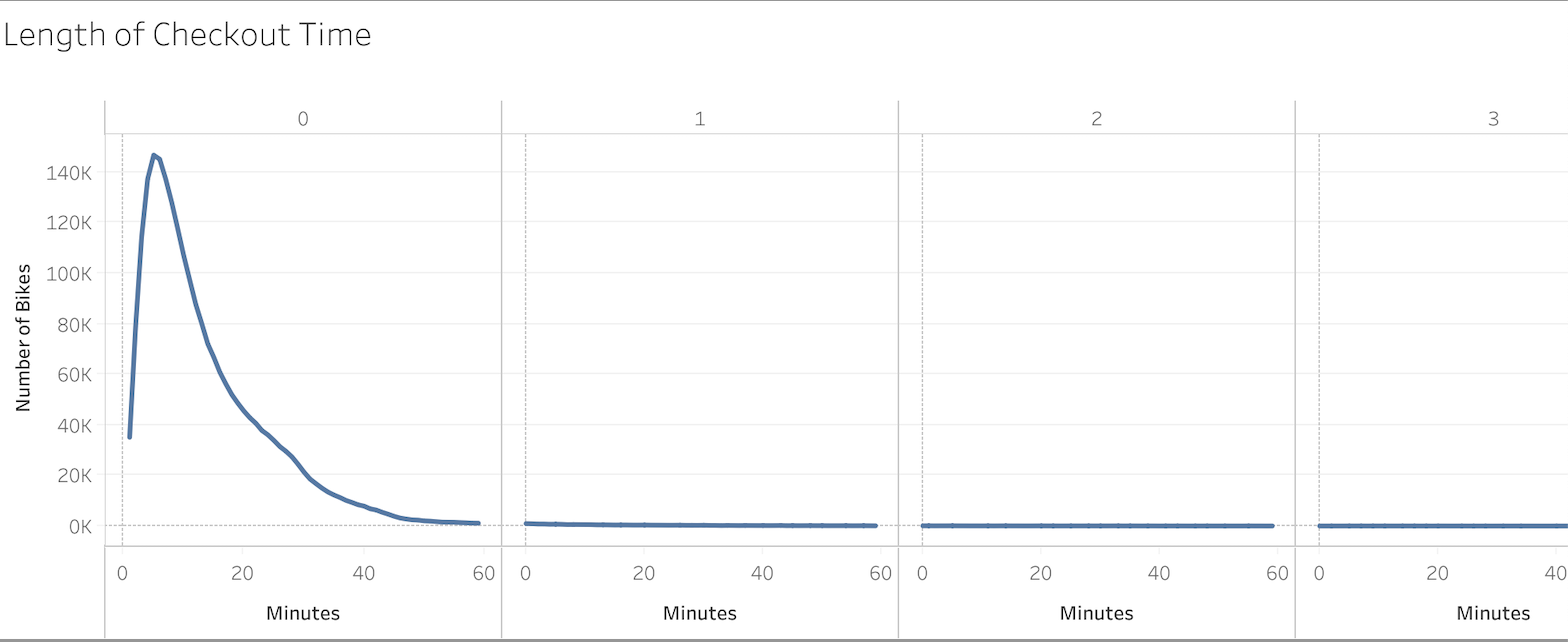 Length of Checkout Time
0 1 2 3
Number of Bikes
140K
120K
100K
80K
60K
40K
20K
0K
0 20 40 60 0 20 40 60 0 20 40 60 0 20 40
Minutes Minutes Minutes Minutes